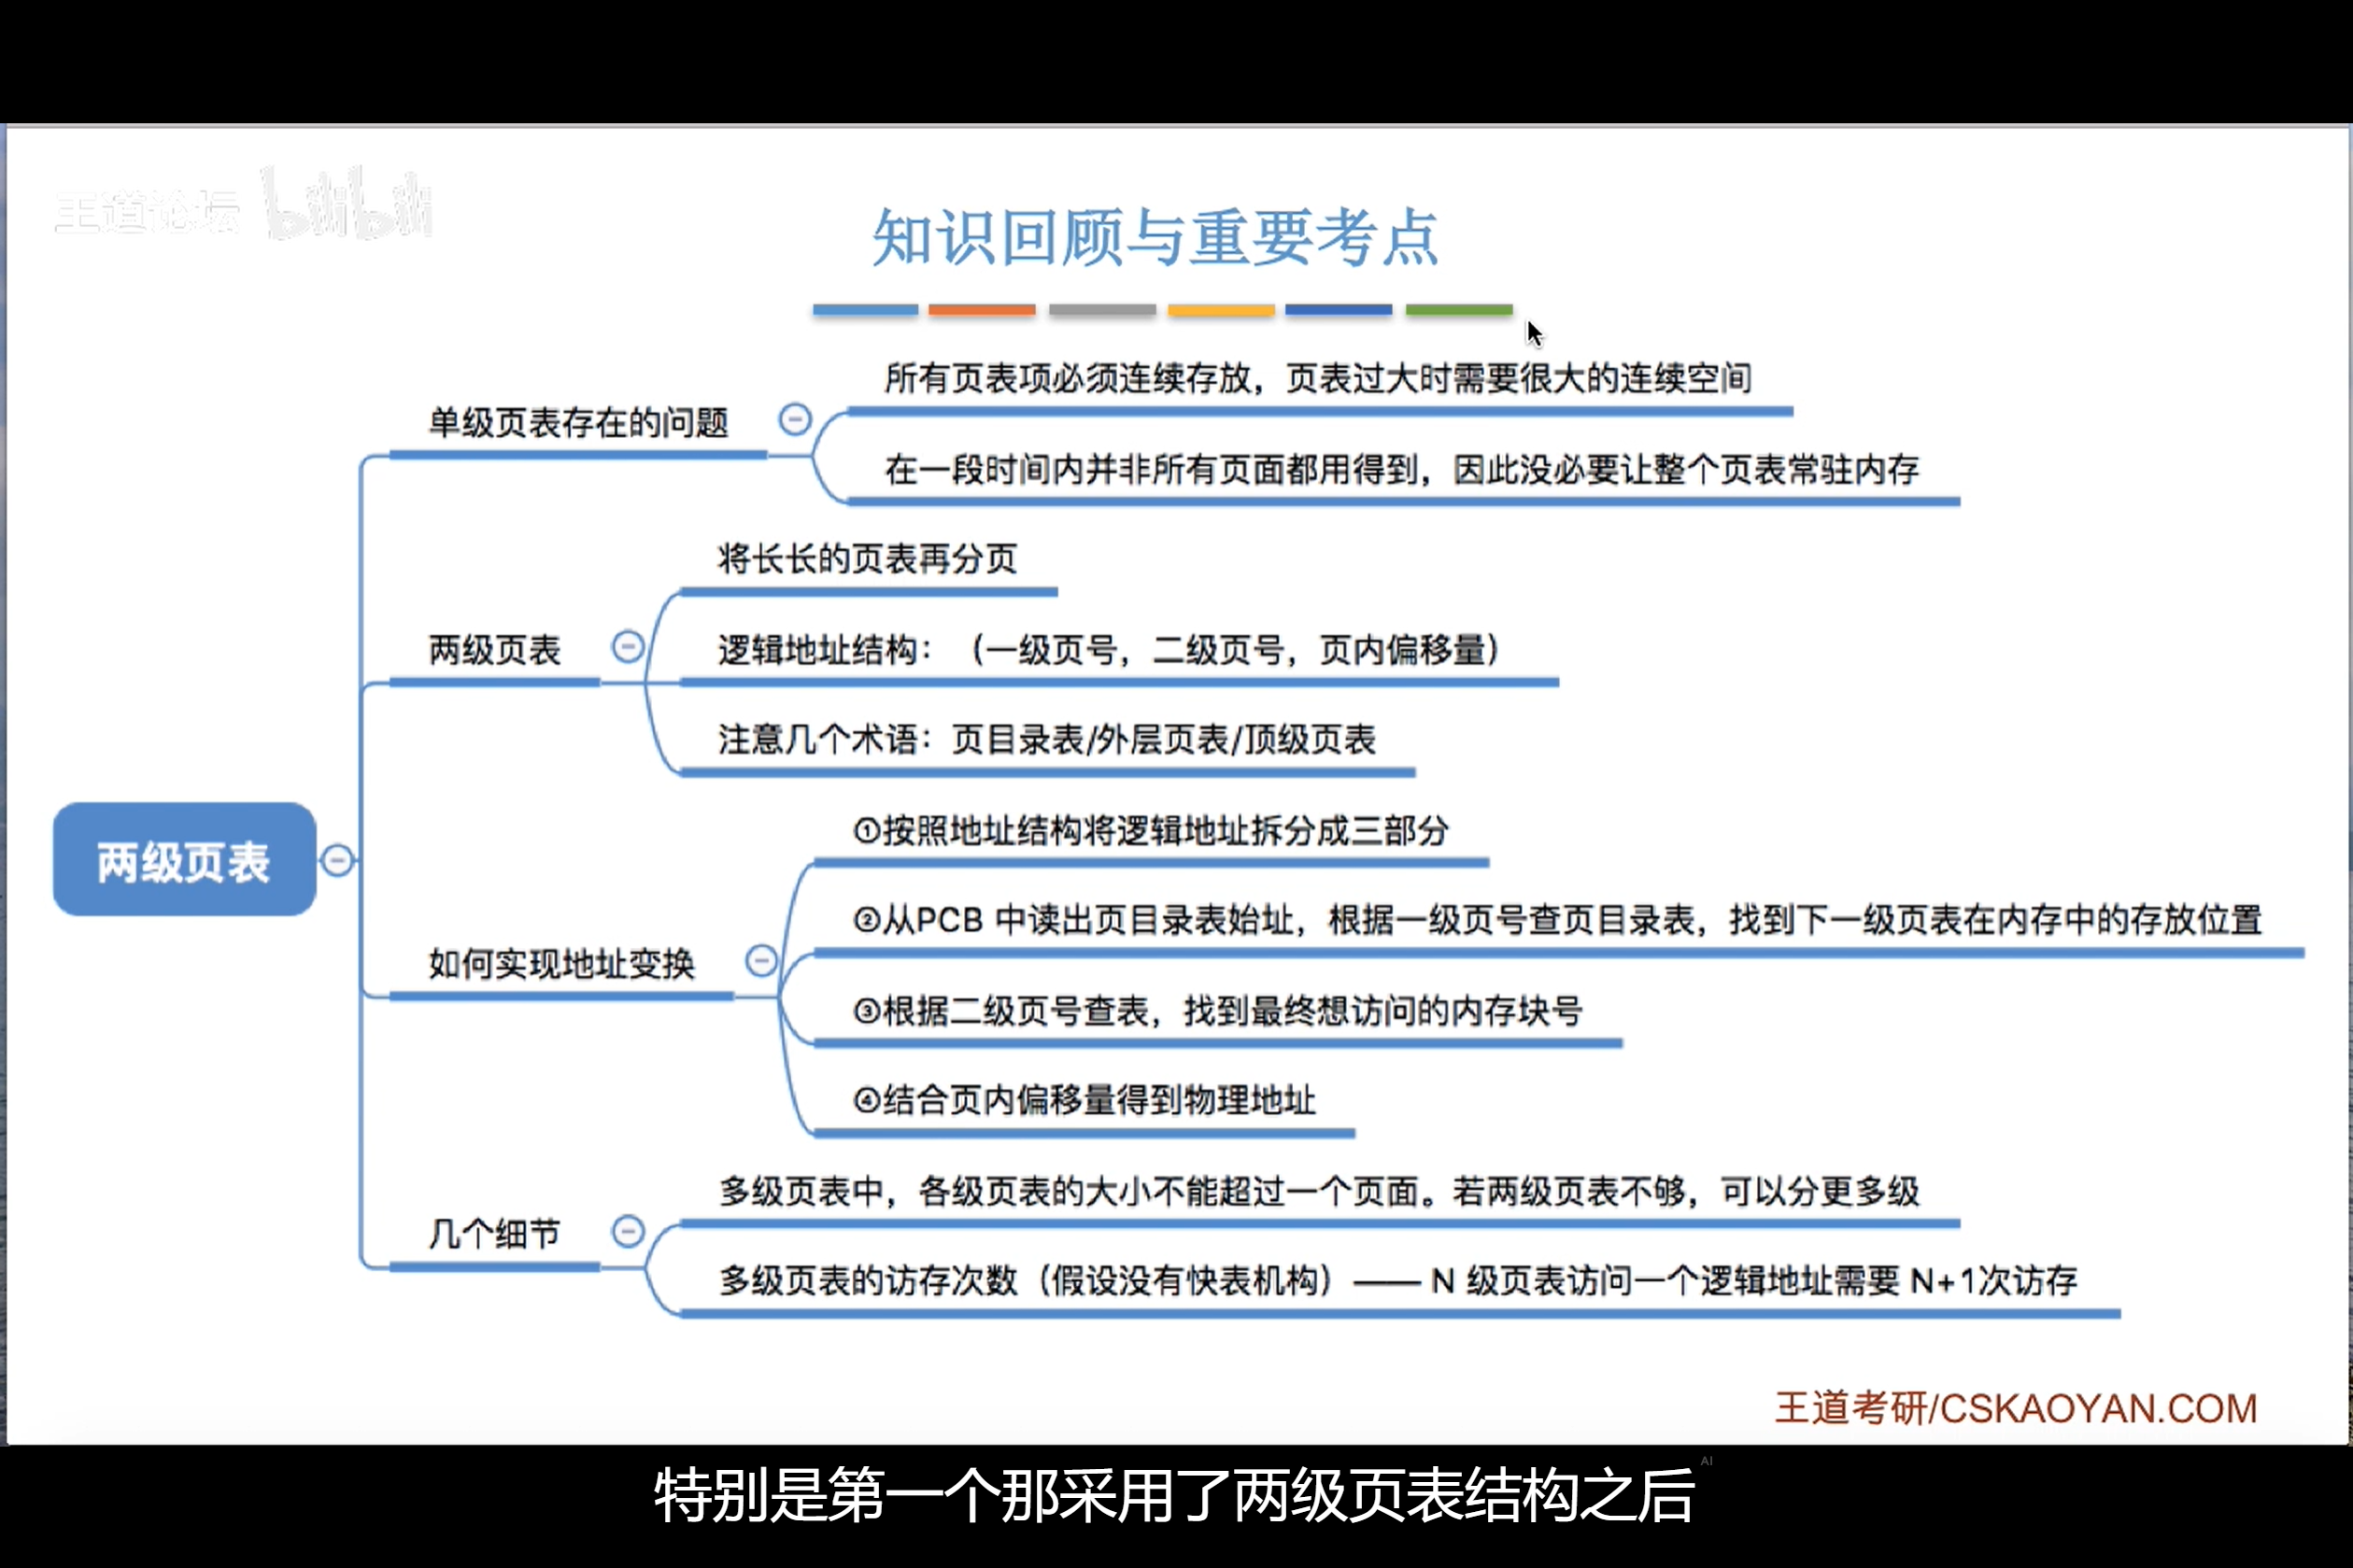 王道论坛 bilibili
知识回顾与重要考点
单级页表存在的问题
所有页表项必须连续存放，页表过大时需要很大的连续空间
在一段时间内并非所有页面都用得到，因此没必要让整个页表常驻内存
两级页表
将长长的页表再分页
逻辑地址结构：（一级页号，二级页号，页内偏移量）
注意几个术语：页目录表/外层页表/顶级页表
两级页表
如何实现地址变换
①按照地址结构将逻辑地址拆分成三部分
②从PCB 中读出页目录表始址，根据一级页号查页目录表，找到下一级页表在内存中的存放位置
③根据二级页号查表，找到最终想访问的内存块号
④结合页内偏移量得到物理地址
几个细节
多级页表中，各级页表的大小不能超过一个页面。若两级页表不够，可以分更多级
多级页表的访存次数（假设没有快表机构）—— N 级页表访问一个逻辑地址需要 N+1次访存
王道考研/CSKAOYAN.COM
特别是第一个那采用了两级页表结构之后
AI